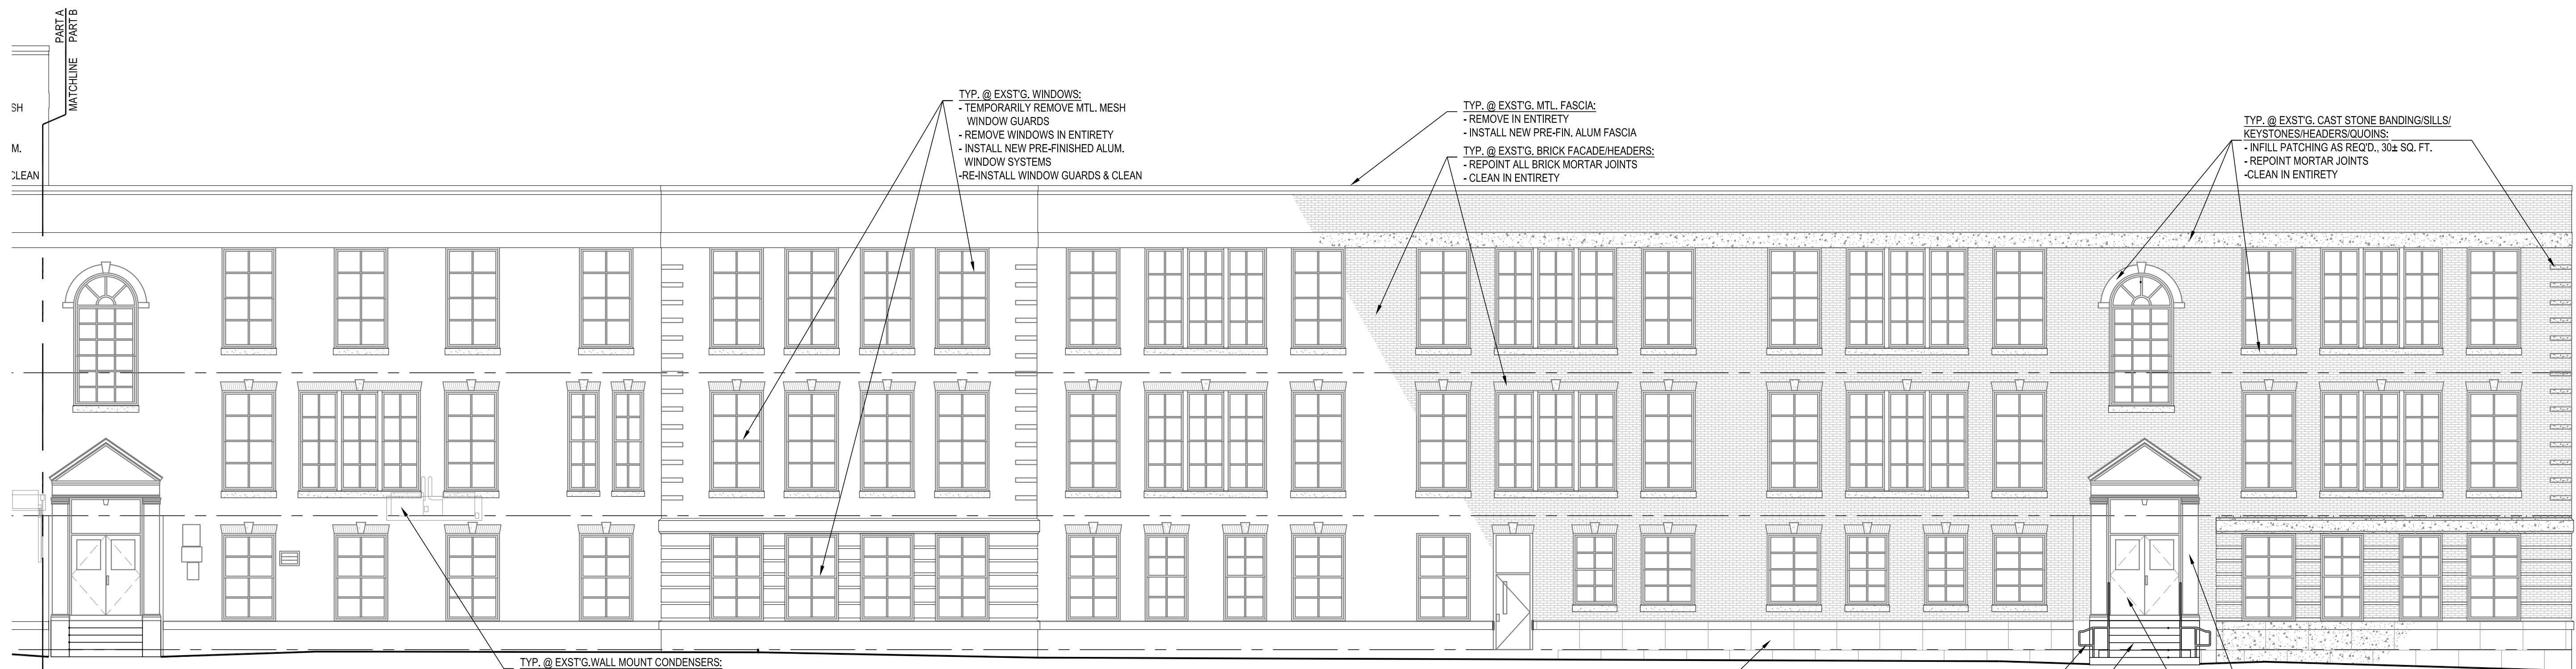 PART A
PART B
MATCHLINE
SH
M.
CLEAN
TYP. @ EXST'G. WINDOWS:
- TEMPORARILY REMOVE MTL. MESH
WINDOW GUARDS
- REMOVE WINDOWS IN ENTIRETY
- INSTALL NEW PRE-FINISHED ALUM.
WINDOW SYSTEMS
-RE-INSTALL WINDOW GUARDS & CLEAN
TYP. @ EXST'G. MTL. FASCIA:
- REMOVE IN ENTIRETY
- INSTALL NEW PRE-FIN. ALUM FASCIA
TYP. @ EXST'G. BRICK FACADE/HEADERS:
- REPOINT ALL BRICK MORTAR JOINTS
- CLEAN IN ENTIRETY
TYP. @ EXST'G. CAST STONE BANDING/SILLS/
KEYSTONES/HEADERS/QUOINS:
- INFILL PATCHING AS REQ'D., 30± SQ. FT.
- REPOINT MORTAR JOINTS
-CLEAN IN ENTIRETY
TYP. @ EXST'G.WALL MOUNT CONDENSERS: